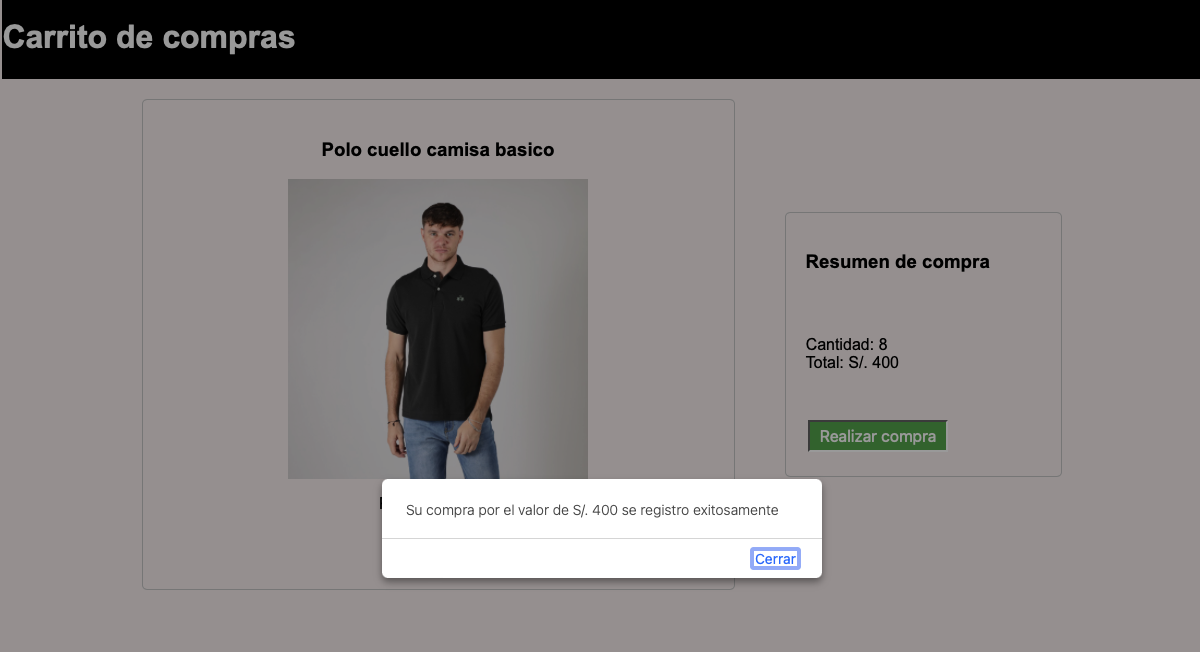 Carrito de compras
Polo cuello camisa basico
Resumen de compra
Cantidad: 8
Total: S/. 400
Realizar compra
Su compra por el valor de S/. 400 se registro exitosamente
Cerrar